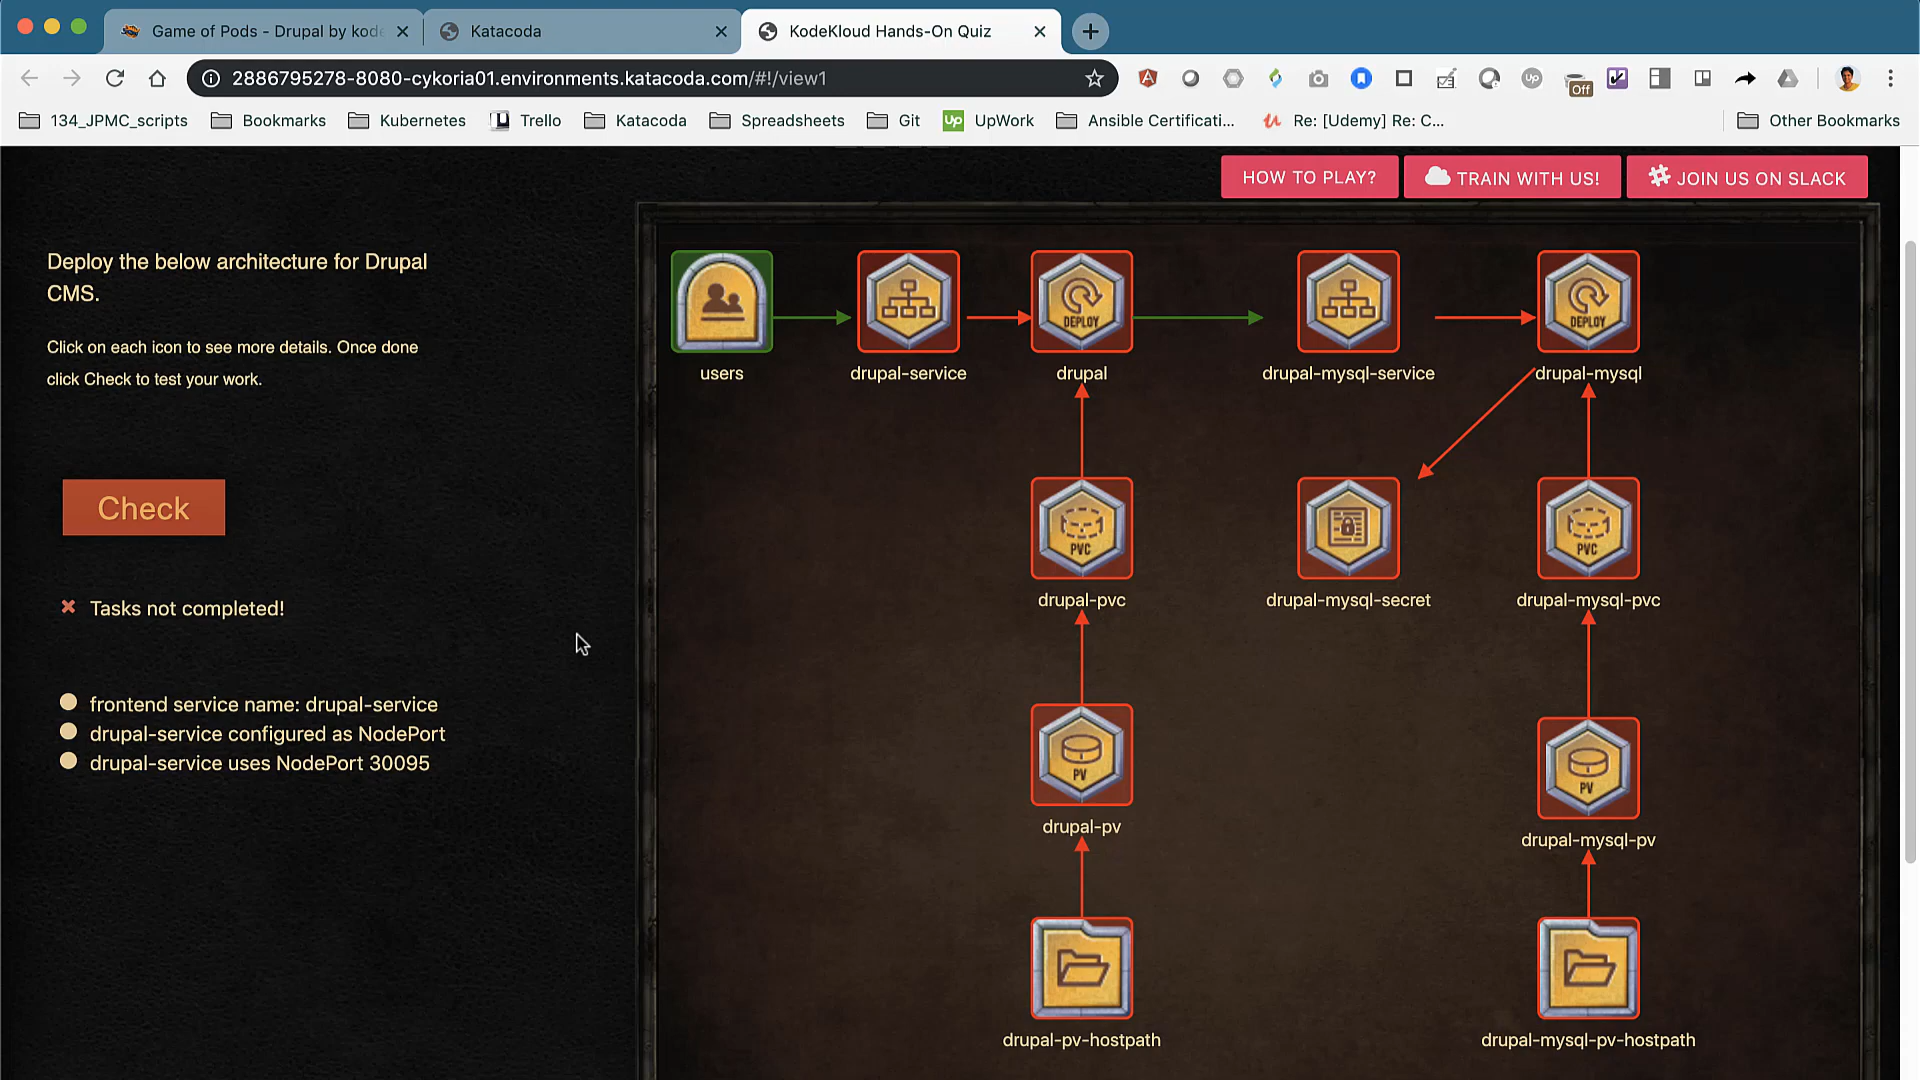 Game of Pods - Drupal by kode
Katacoda
KodeKloud Hands-On Quiz
2886795278-8080-cykoria01.environments.katacoda.com/#!/view1
Up
Off
134_JPMC_scripts
Bookmarks
Kubernetes
Trello
Katacoda
Spreadsheets
Git
Up UpWork
Ansible Certificati...
Re: [Udemy] Re: C...
Other Bookmarks
HOW TO PLAY?
TRAIN WITH US!
JOIN US ON SLACK
Deploy the below architecture for Drupal
CMS.
Click on each icon to see more details. Once done
click Check to test your work.
Check
Tasks not completed!
frontend service name: drupal-service
drupal-service configured as NodePort
drupal-service uses NodePort 30095
DEPLOY
DEPLOY
users
drupal-service
drupal
drupal-mysql-service
drupal-mysql
PVC
PVC
drupal-pvc
drupal-mysql-secret
drupal-mysql-pvc
PV
PV
drupal-pv
drupal-mysql-pv
drupal-pv-hostpath
drupal-mysql-pv-hostpath